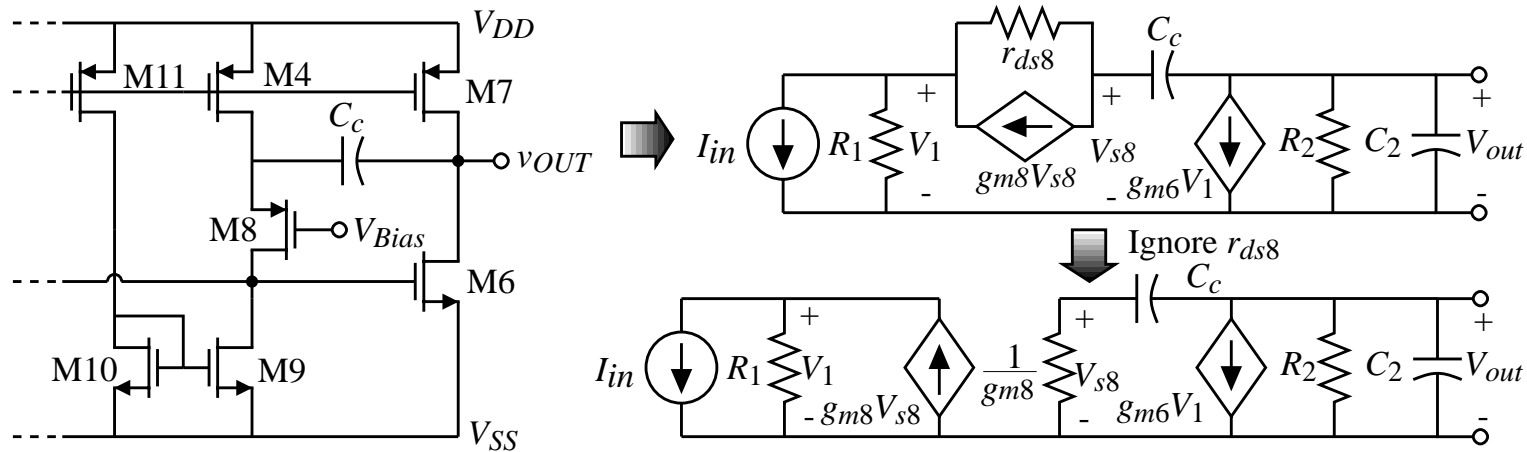 VDD
M11
M4
M7
Cc
vOUT
M8
VBias
M6
M10
M9
VSS
rds8
Cc
Iin
R1
+
V1
-
gm8Vs8
+
Vs8
-
gm6V1
R2
C2
+
Vout
-
Ignore rds8
Cc
Iin
R1
+
V1
-
gm8Vs8
1
gm8
+
Vs8
-
gm6V1
R2
C2
+
Vout
-